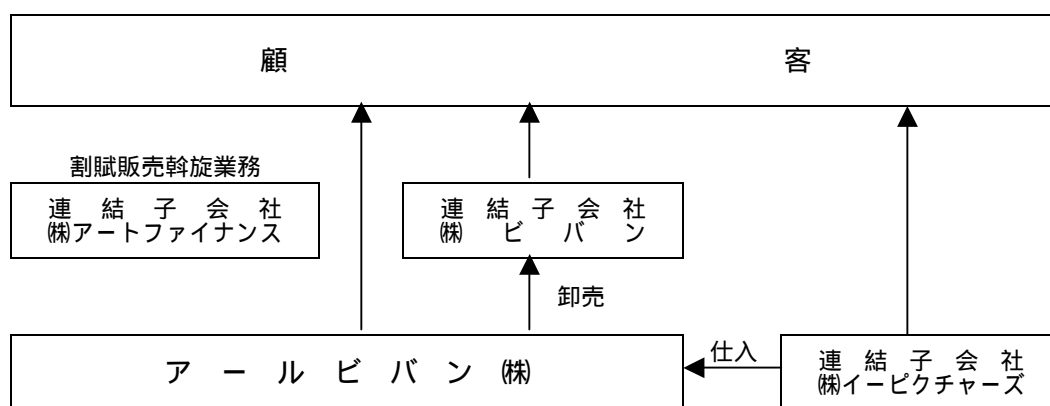 顧客
割賦販売斡旋業務
連結子会社
㈱アートファイナンス
連結子会社
㈱ビバン
卸売
アールビバン㈱
仕入
連結子会社
㈱イーピクチャーズ